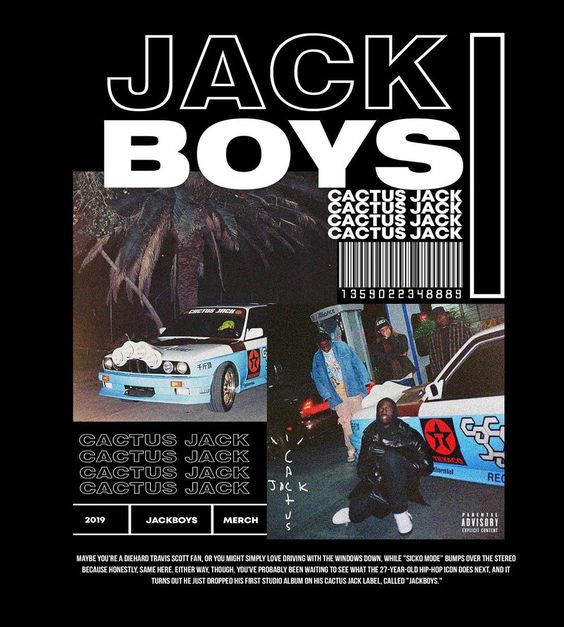 JACK
BOYS
CACTUS JACK
CACTUS JACK
CACTUS JACK
CACTUS JACK
1359022348889
CACTUS JACK
TEXACO
CACTUS JACK
CACTUS JACK
CACTUS JACK
CACTUS JACK
CACTUS
JACK
2019
JACKBOYS
MERCH
PARENTAL
ADVISORY
EXPLICIT CONTENT
MAYBE YOU'RE A DIEHARD TRAVIS SCOTT FAN, OR YOU MIGHT SIMPLY LOVE DRIVING WITH THE WINDOWS DOWN, WHILE "SICKO MODE" BUMPS OVER THE STEREO
BECAUSE HONESTLY, SAME HERE. EITHER WAY, THOUGH, YOU'VE PROBABLY BEEN WAITING TO SEE WHAT THE 27-YEAR-OLD HIP-HOP ICON DOES NEXT, AND IT
TURNS OUT HE JUST DROPPED HIS FIRST STUDIO ALBUM ON HIS CACTUS JACK LABEL, CALLED "JACKBOYS."